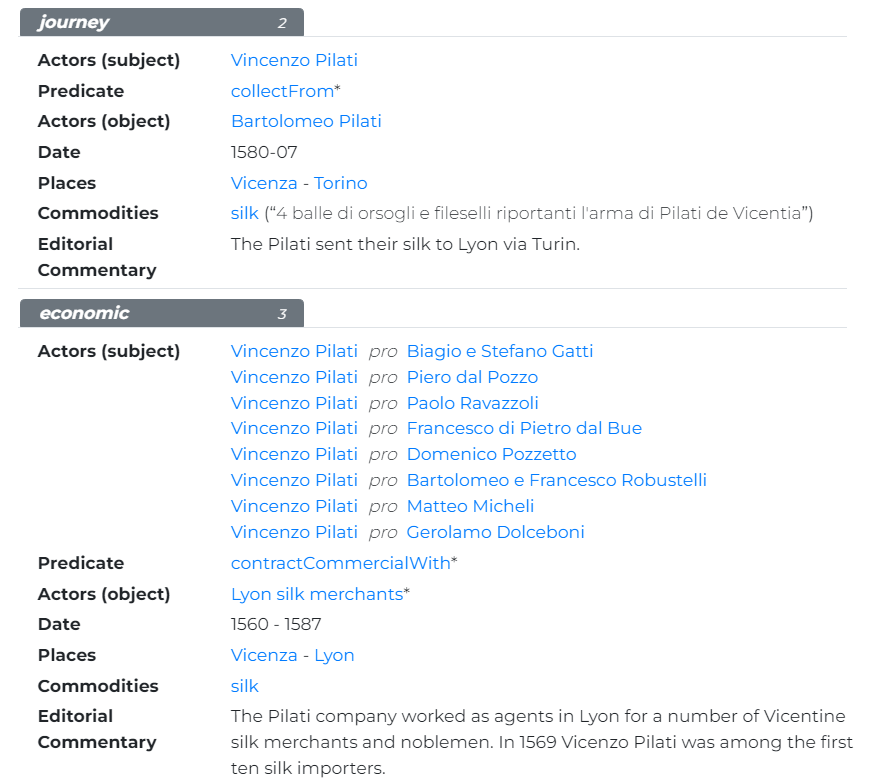 journey 2
Actors (subject) Vincenzo Pilati
Predicate collectFrom*
Actors (object) Bartolomeo Pilati
Date 1580-07
Places Vicenza - Torino
Commodities silk (“4 balle di orsogli e fileselli riportanti l'arma di Pilati de Vicentia”)
Editorial Commentary The Pilati sent their silk to Lyon via Turin.
economic 3
Actors (subject) Vincenzo Pilati pro Biagio e Stefano Gatti
Vincenzo Pilati pro Piero dal Pozzo
Vincenzo Pilati pro Paolo Ravazzoli
Vincenzo Pilati pro Francesco di Pietro dal Bue
Vincenzo Pilati pro Domenico Pozzetto
Vincenzo Pilati pro Bartolomeo e Francesco Robustelli
Vincenzo Pilati pro Matteo Micheli
Vincenzo Pilati pro Gerolamo Dolceboni
Predicate contractCommercialWith*
Actors (object) Lyon silk merchants*
Date 1560 - 1587
Places Vicenza - Lyon
Commodities silk
Editorial Commentary The Pilati company worked as agents in Lyon for a number of Vicentine
silk merchants and noblemen. In 1569 Vicenzo Pilati was among the first
ten silk importers.